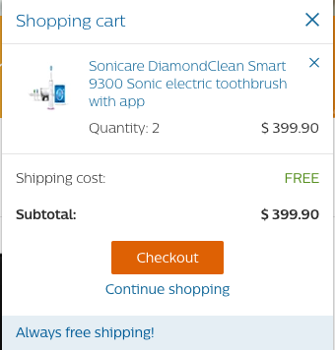 Shopping cart
Sonicare DiamondClean Smart
9300 Sonic electric toothbrush
with app
Quantity: 2 $ 399.90
Shipping cost: FREE
Subtotal: $ 399.90
Checkout
Continue shopping
Always free shipping!